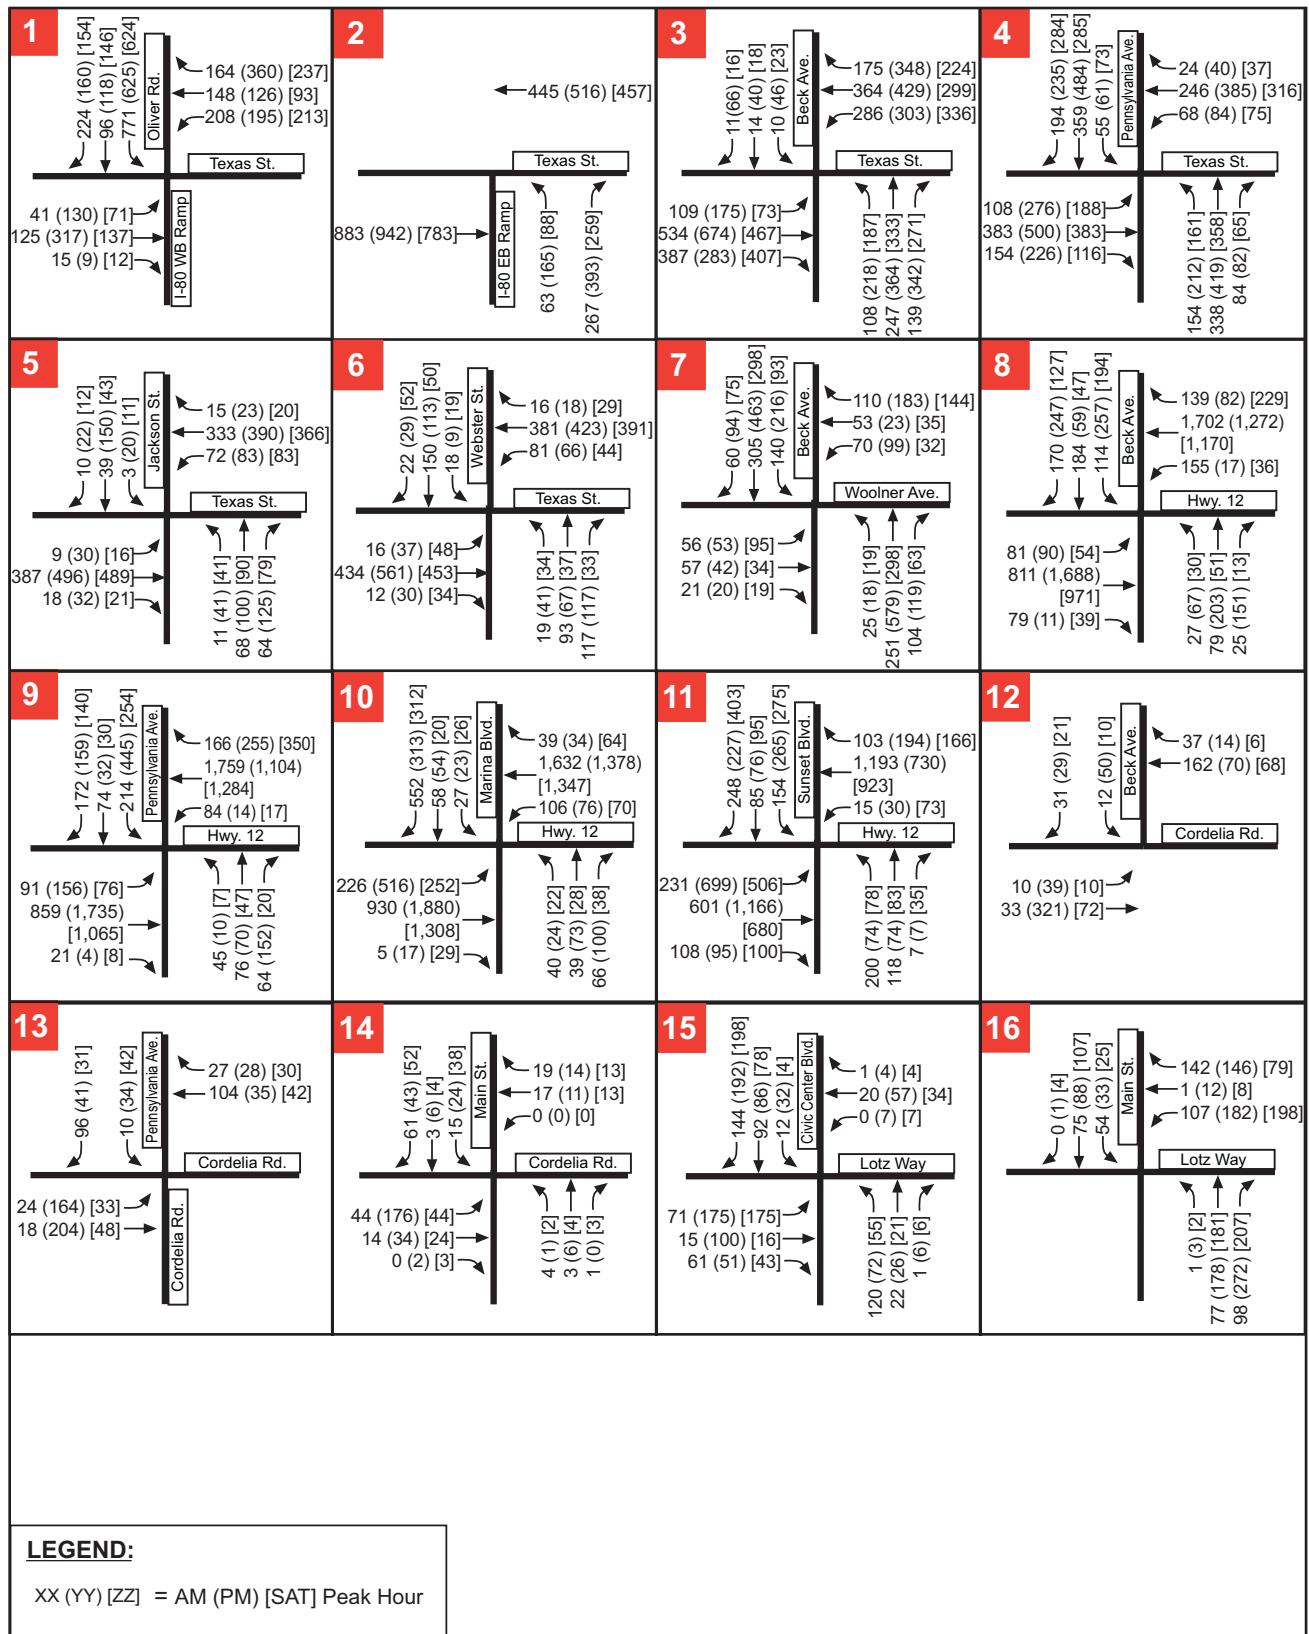 1
224 (160) [154]
96 (118) [146]
771 (625) [624]
Oliver Rd.
164 (360) [237]
148 (126) [93]
208 (195) [213]
Texas St.
41 (130) [71]
125 (317) [137]
15 (9) [12]
I-80 WB Ramp
2
445 (516) [457]
Texas St.
883 (942) [783]
I-80 EB Ramp
63 (165) [88]
267 (393) [259]
3
11(66) [16]
14 (40) [18]
10 (46) [23]
Beck Ave.
175 (348) [224]
364 (429) [299]
286 (303) [336]
Texas St.
109 (175) [73]
534 (674) [467]
387 (283) [407]
108 (218) [187]
247 (364) [333]
139 (342) [271]
4
194 (235) [284]
359 (484) [285]
55 (61) [73]
Pennsylvania Ave.
24 (40) [37]
246 (385) [316]
68 (84) [75]
Texas St.
108 (276) [188]
383 (500) [383]
154 (226) [116]
154 (212) [161]
338 (419) [358]
84 (82) [65]
5
10 (22) [12]
39 (150) [43]
3 (20) [11]
Jackson St.
15 (23) [20]
333 (390) [366]
72 (83) [83]
Texas St.
9 (30) [16]
387 (496) [489]
18 (32) [21]
11 (41) [41]
68 (100) [90]
64 (125) [79]
6
22 (29) [52]
150 (113) [50]
18 (9) [19]
Webster St.
16 (18) [29]
381 (423) [391]
81 (66) [44]
Texas St.
16 (37) [48]
434 (561) [453]
12 (30) [34]
19 (41) [34]
93 (67) [37]
117 (117) [33]
7
60 (94) [75]
305 (463) [298]
140 (216) [93]
Beck Ave.
110 (183) [144]
53 (23) [35]
70 (99) [32]
Woolner Ave.
56 (53) [95]
57 (42) [34]
21 (20) [19]
25 (18) [19]
251 (579) [298]
104 (119) [63]
8
170 (247) [127]
184 (59) [47]
114 (257) [194]
Beck Ave.
139 (82) [229]
1,702 (1,272)
[1,170]
155 (17) [36]
Hwy. 12
81 (90) [54]
811 (1,688)
[971]
79 (11) [39]
27 (67) [30]
79 (203) [51]
25 (151) [13]
9
172 (159) [140]
74 (32) [30]
214 (445) [254]
Pennsylvania Ave.
166 (255) [350]
1,759 (1,104)
[1,284]
84 (14) [17]
Hwy. 12
91 (156) [76]
859 (1,735)
[1,065]
21 (4) [8]
45 (10) [7]
76 (70) [47]
64 (152) [20]
10
552 (313) [312]
58 (54) [20]
27 (23) [26]
Marina Blvd.
39 (34) [64]
1,632 (1,378)
[1,347]
106 (76) [70]
Hwy. 12
226 (516) [252]
930 (1,880)
[1,308]
5 (17) [29]
40 (24) [22]
39 (73) [28]
66 (100) [38]
11
248 (227) [403]
85 (76) [95]
154 (265) [275]
Sunset Blvd.
103 (194) [166]
1,193 (730)
[923]
15 (30) [73]
Hwy. 12
231 (699) [506]
601 (1,166)
[680]
108 (95) [100]
200 (74) [78]
118 (74) [83]
7 (7) [35]
12
31 (29) [21]
12 (50) [10]
Beck Ave.
37 (14) [6]
162 (70) [68]
Cordelia Rd.
10 (39) [10]
33 (321) [72]
13
96 (41) [31]
10 (34) [42]
Pennsylvania Ave.
27 (28) [30]
104 (35) [42]
Cordelia Rd.
24 (164) [33]
18 (204) [48]
Cordelia Rd.
14
61 (43) [52]
3 (6) [4]
15 (24) [38]
Main St.
19 (14) [13]
17 (11) [13]
0 (0) [0]
Cordelia Rd.
44 (176) [44]
14 (34) [24]
0 (2) [3]
4 (1) [2]
3 (6) [4]
1 (0) [3]
15
144 (192) [198]
92 (86) [78]
12 (32) [4]
Civic Center Blvd.
1 (4) [4]
20 (57) [34]
0 (7) [7]
Lotz Way
71 (175) [175]
15 (100) [16]
61 (51) [43]
120 (72) [55]
22 (26) [21]
1 (6) [6]
16
0 (1) [4]
75 (88) [107]
54 (33) [25]
Main St.
142 (146) [79]
1 (12) [8]
107 (182) [198]
Lotz Way
1 (3) [2]
77 (178) [181]
98 (272) [207]
LEGEND:
XX (YY) [ZZ] = AM (PM) [SAT] Peak Hour